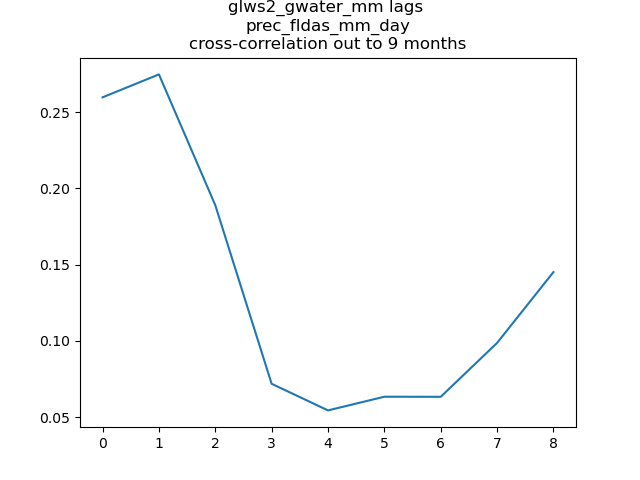 glws2_gwater_mm lags
prec_fldas_mm_day
cross-correlation out to 9 months
0.25
0.20
0.15
0.10
0.05
0 1 2 3 4 5 6 7 8